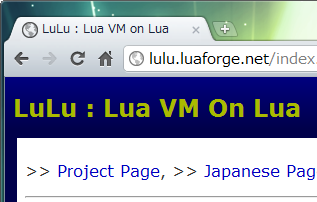 LuLu : Lua VM on Lua
lulu.luaforge.net/index.
LuLu : Lua VM On Lua
>> Project Page, >> Japanese Pag